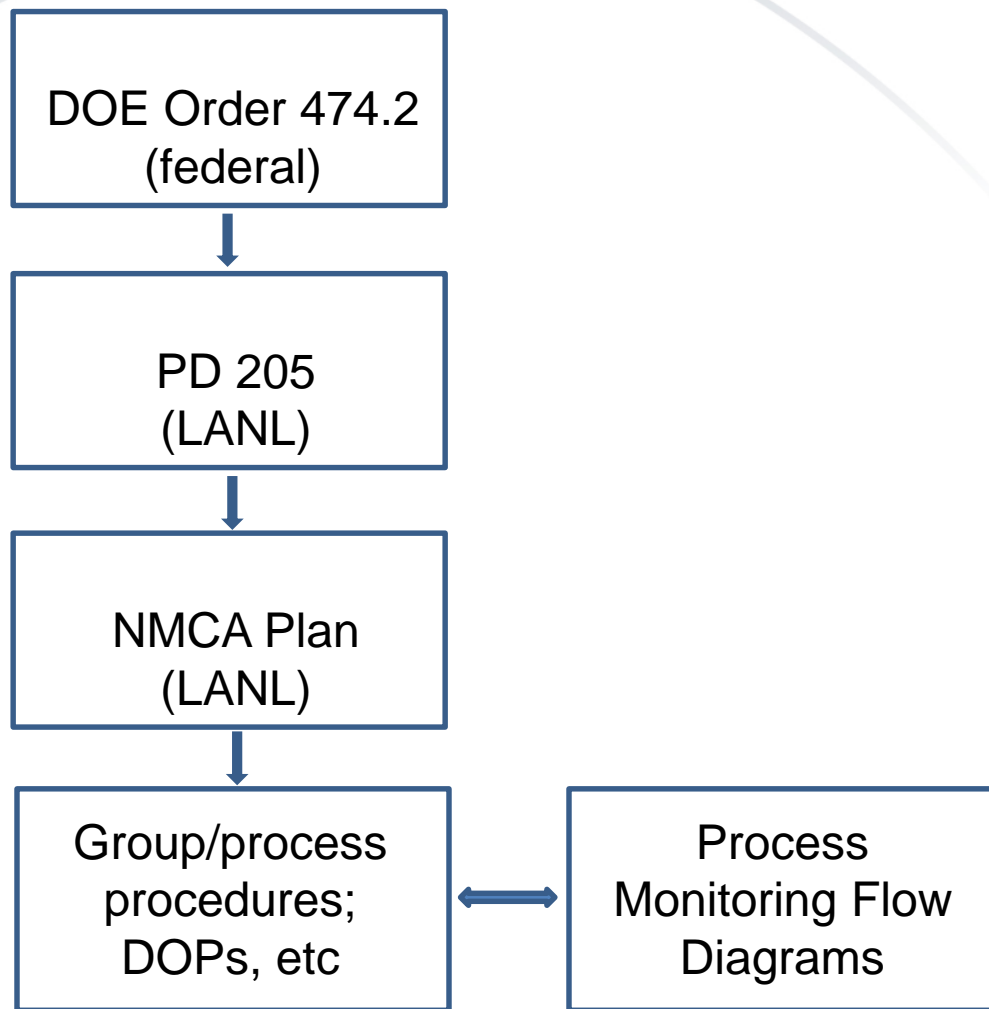 DOE Order 474.2
(federal)
PD 205
(LANL)
NMCA Plan
(LANL)
Group/process
procedures;
DOPs, etc
Process
Monitoring Flow
Diagrams